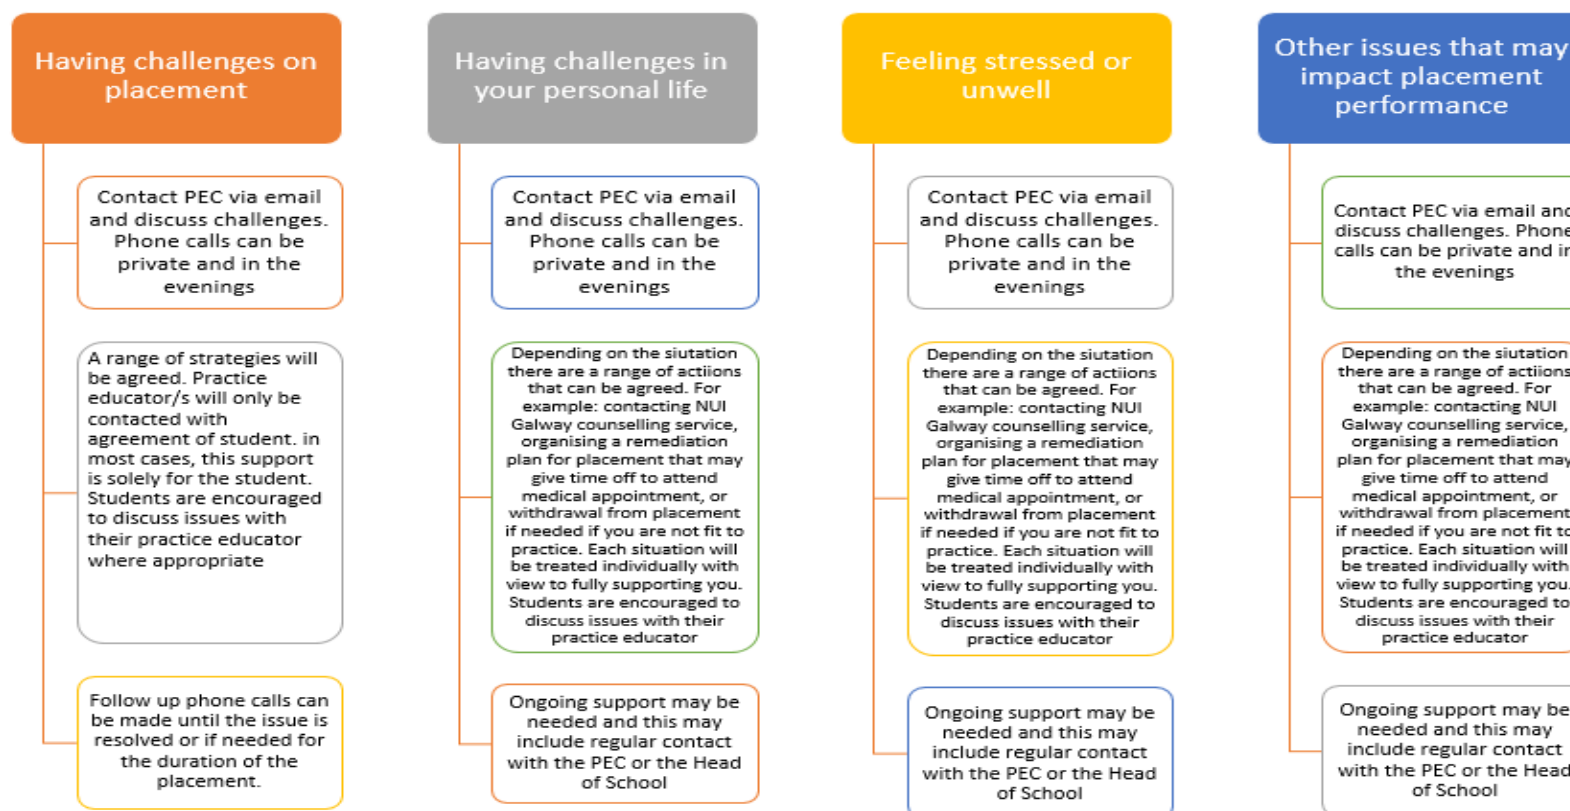 Having challenges on
placement
Contact PEC via email
and discuss challenges.
Phone calls can be
private and in the
evenings
A range of strategies will
be agreed. Practice
educator/s will only be
contacted with
agreement of student. in
most cases, this support
is solely for the student.
Students are encouraged
to discuss issues with
their practice educator
where appropriate
Follow up phone calls can
be made until the issue is
resolved or if needed for
the duration of the
placement.
Having challenges in
your personal life
Contact PEC via email
and discuss challenges.
Phone calls can be
private and in the
evenings
Depending on the siutation
there are a range of actiions
that can be agreed. For
example: contacting NUI
Galway counselling service,
organising a remediation
plan for placement that may
give time off to attend
medical appointment, or
withdrawal from placement
if needed if you are not fit to
practice. Each situation will
be treated individually with
view to fully supporting you.
Students are encouraged to
discuss issues with their
practice educator
Ongoing support may be
needed and this may
include regular contact
with the PEC or the Head
of School
Feeling stressed or
unwell
Contact PEC via email
and discuss challenges.
Phone calls can be
private and in the
evenings
Depending on the siutation
there are a range of actiions
that can be agreed. For
example: contacting NUI
Galway counselling service,
organising a remediation
plan for placement that may
give time off to attend
medical appointment, or
withdrawal from placement
if needed if you are not fit to
practice. Each situation will
be treated individually with
view to fully supporting you.
Students are encouraged to
discuss issues with their
practice educator
Ongoing support may be
needed and this may
include regular contact
with the PEC or the Head
of School
Other issues that may
impact placement
performance
Contact PEC via email and
discuss challenges. Phone
calls can be private and in
the evenings
Depending on the siutation
there are a range of actiions
that can be agreed. For
example: contacting NUI
Galway counselling service,
organising a remediation
plan for placement that may
give time off to attend
medical appointment, or
withdrawal from placement
if needed if you are not fit to
practice. Each situation will
be treated individually with
view to fully supporting you.
Students are encouraged to
discuss issues with their
practice educator
Ongoing support may be
needed and this may
include regular contact
with the PEC or the Head
of School